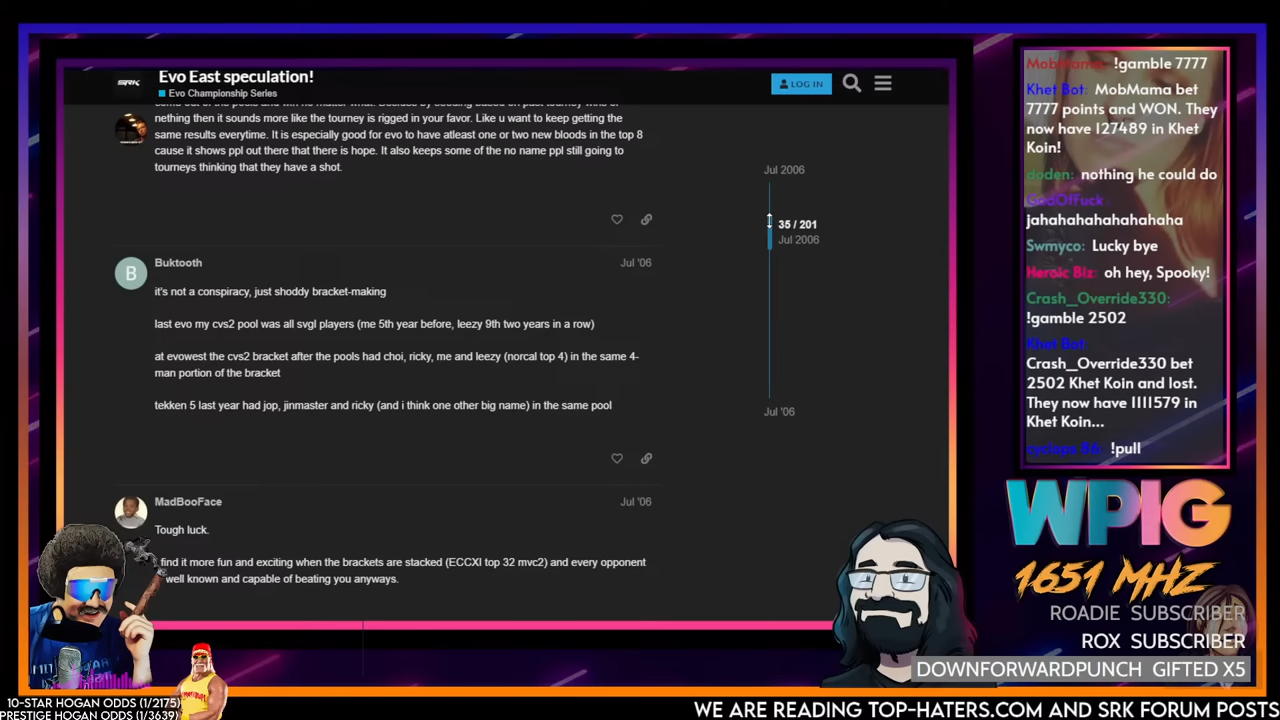 SRK
Evo East speculation!
Evo Championship Series
LOG IN
nething then it sounds more like the tourney is rigged in your favor. Like u want to keep getting the
same results everytime. It is especially good for evo to have atleast one or two new bloods in the top 8
cause it shows ppl out there that there is hope. It also keeps some of the no name ppl still going to
tourneys thinking that they have a shot.
Buktooth
Jul '06
B
it's not a conspiracy, just shoddy bracket-making
last evo my cvs2 pool was all svgl players (me 5th year before, leezy 9th two years in a row)
at evowest the cvs2 bracket after the pools had choi, ricky, me and leezy (norcal top 4) in the same 4-
man portion of the bracket
tekken 5 last year had jop, jinmaster and ricky (and i think one other big name) in the same pool
MadBooFace
Jul '06
Tough luck.
find it more fun and exciting when the brackets are stacked (ECCXI top 32 mvc2) and every opponent
well known and capable of beating you anyways.
Jul 2006
35 / 201
Jul 2006
Jul '06
MobMama: !gamble 7777
Khet Bot: MobMama bet
7777 points and WON. They
now have 127489 in Khet
Koin!
doden: nothing he could do
GodOfFuck:
jahahahahahahaha
Swmyco: Lucky bye
Heroic Biz: oh hey, Spooky!
Crash_Override330:
!gamble 2502
Khet Bot:
Crash_Override330 bet
2502 Khet Koin and lost.
They now have 1111579 in
Khet Koin...
!pull
WPIG
1651 MHZ
ROADIE SUBSCRIBER
ROX SUBSCRIBER
DOWNFORWARDPUNCH GIFTED X5
10-STAR HOGAN ODDS (1/2175)
PRESTIGE HOGAN ODDS (1/3639)
WE ARE READING TOP-HATERS.COM AND SRK FORUM POSTS